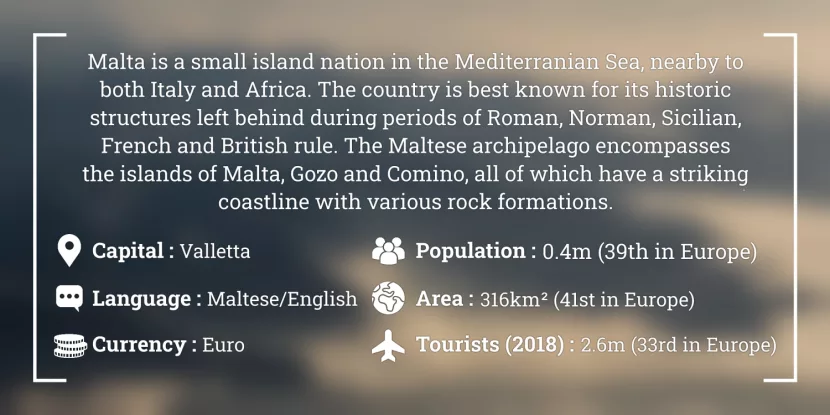 Malta is a small island nation in the Mediterranian Sea, nearby to
both Italy and Africa. The country is best known for its historic
structures left behind during periods of Roman, Norman, Sicilian,
French and British rule. The Maltese archipelago encompasses
the islands of Malta, Gozo and Comino, all of which have a striking
coastline with various rock formations.
Capital : Valletta
Population : 0.4m (39th in Europe)
Language : Maltese/English
Area : 316km² (41st in Europe)
Currency : Euro
Tourists (2018) : 2.6m (33rd in Europe)